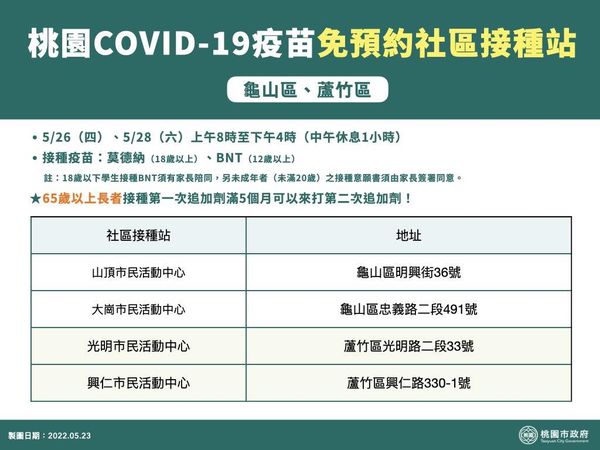 桃園COVID-19疫苗免預約社區接種站
龜山區、蘆竹區
• 5/26（四）、5/28（六）上午8時至下午4時（中午休息1小時）
• 接種疫苗：莫德納（18歲以上）、BNT（12歲以上）
註：18歲以下學生接種BNT須有家長陪同，另未成年者（未滿20歲）之接種意願書須由家長簽署同意。
★65歲以上長者接種第一次追加劑滿5個月可以來打第二次追加劑！
社區接種站 地址
山頂市民活動中心 龜山區明興街36號
大崗市民活動中心 龜山區忠義路二段491號
光明市民活動中心 蘆竹區光明路二段33號
興仁市民活動中心 蘆竹區興仁路330-1號
製圖日期：2022.05.23
桃園市政府
Taoyuan City Government